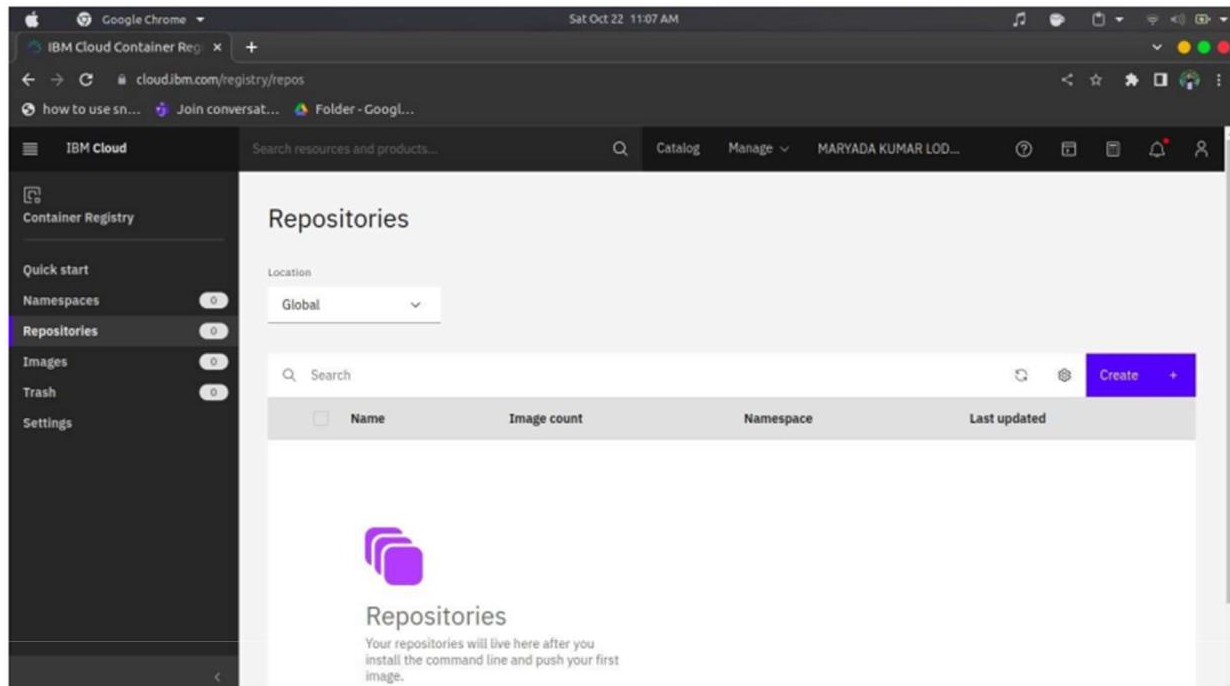 Google Chrome
Sat Oct 22 11:07 AM
IBM Cloud Container Reg
cloud.ibm.com/registry/repos
how to use sn... Join conversat... Folder - Googl...
IBM Cloud
Search resources and products...
Catalog Manage MARYADA KUMAR LOD...
Container Registry
Quick start
Namespaces 0
Repositories 0
Images 0
Trash 0
Settings
Repositories
Location
Global
Search
Create +
Name Image count Namespace Last updated
Repositories
Your repositories will live here after you
install the command line and push your first
image.